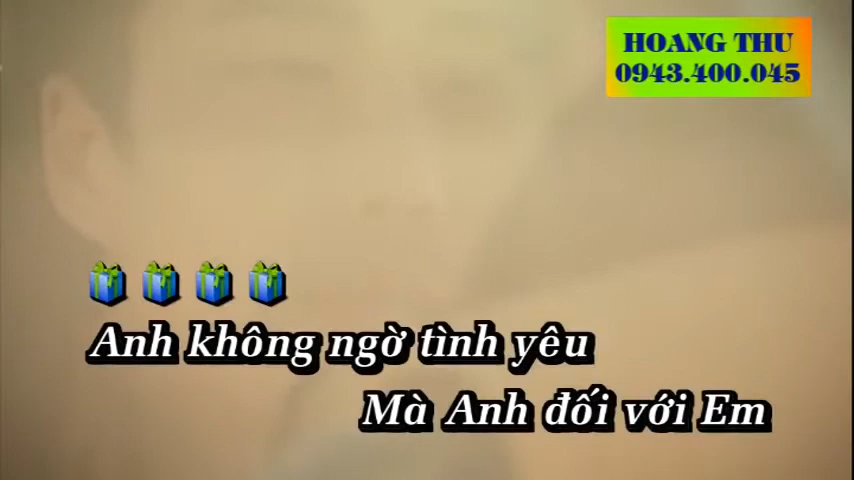 HOANG THU
0943.400.045
Anh không ngờ tình yêu
Mà Anh đối với Em